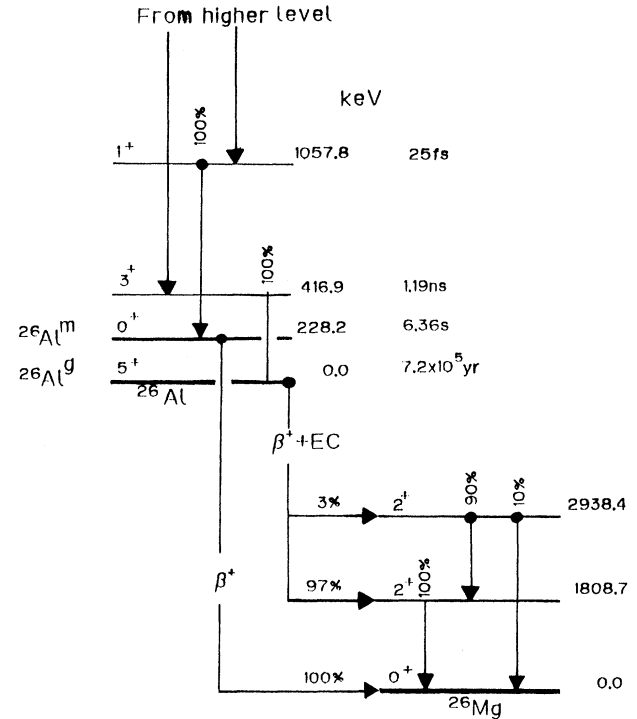 From higher level
keV
100%
1+ 1057.8 25fs
100%
3+ 416.9 1.19ns
26Alm 0+ 228.2 6.36s
26Alg 5+ 0.0 7.2x10^5yr
26Al
β+ +EC
90% 10%
3% 2+ 2938.4
100%
β+
97% 2+ 1808.7
100% 0+ 0.0
26Mg